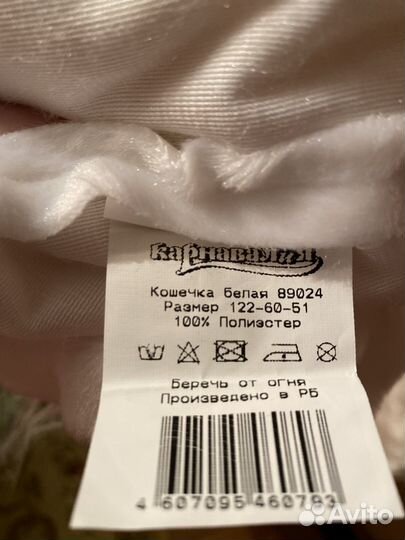 Карнавалия
Кошечка белая 89024
Размер 122-60-51
100% Полиэстер
Беречь от огня
Произведено в РБ
4 607095 460783
Avito